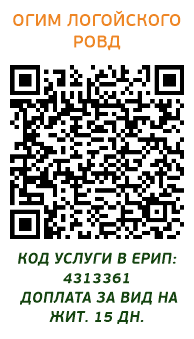 ОГИМ ЛОГОЙСКОГО
РОВД
КОД УСЛУГИ В ЕРИП:
4313361
ДОПЛАТА ЗА ВИД НА
ЖИТ. 15 ДН.